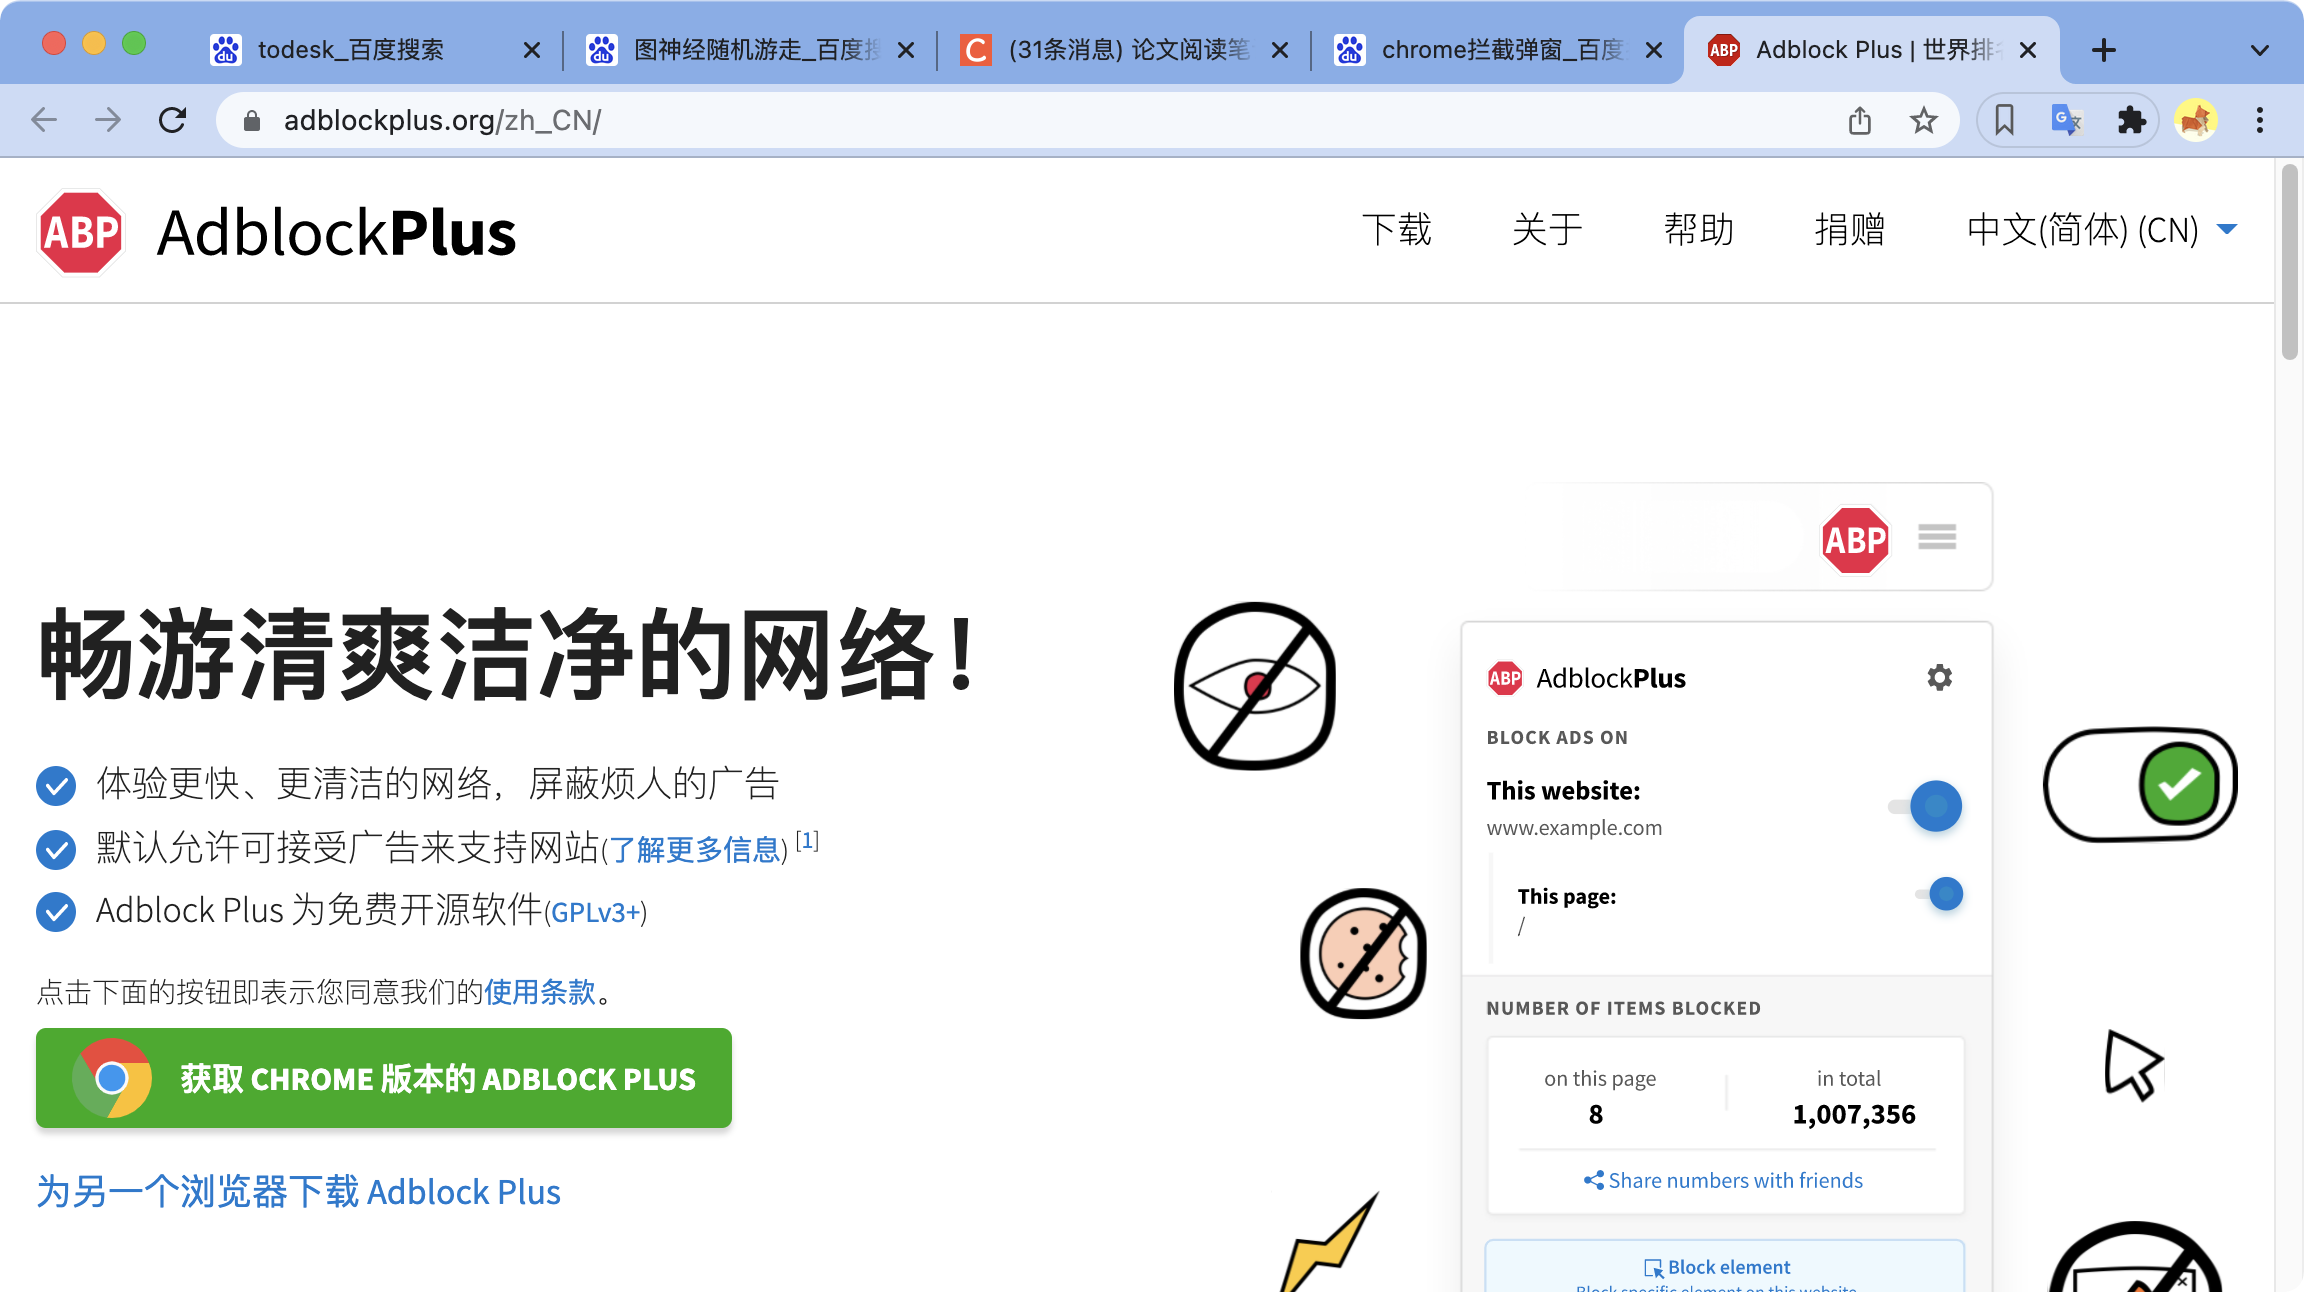 todesk_百度搜索
图神经随机游走_百度搜
(31条消息) 论文阅读笔
chrome拦截弹窗_百度
Adblock Plus | 世界排
adblockplus.org/zh_CN/
ABP AdblockPlus
下载
关于
帮助
捐赠
中文(简体) (CN)
ABP
畅游清爽洁净的网络！
体验更快、更清洁的网络，屏蔽烦人的广告
默认允许可接受广告来支持网站(了解更多信息) [1]
Adblock Plus 为免费开源软件(GPLv3+)
点击下面的按钮即表示您同意我们的使用条款。
获取 CHROME 版本的 ADBLOCK PLUS
为另一个浏览器下载 Adblock Plus
ABP AdblockPlus
BLOCK ADS ON
This website:
www.example.com
This page:
/
NUMBER OF ITEMS BLOCKED
on this page
8
in total
1,007,356
Share numbers with friends
Block element
Block specific element on this website